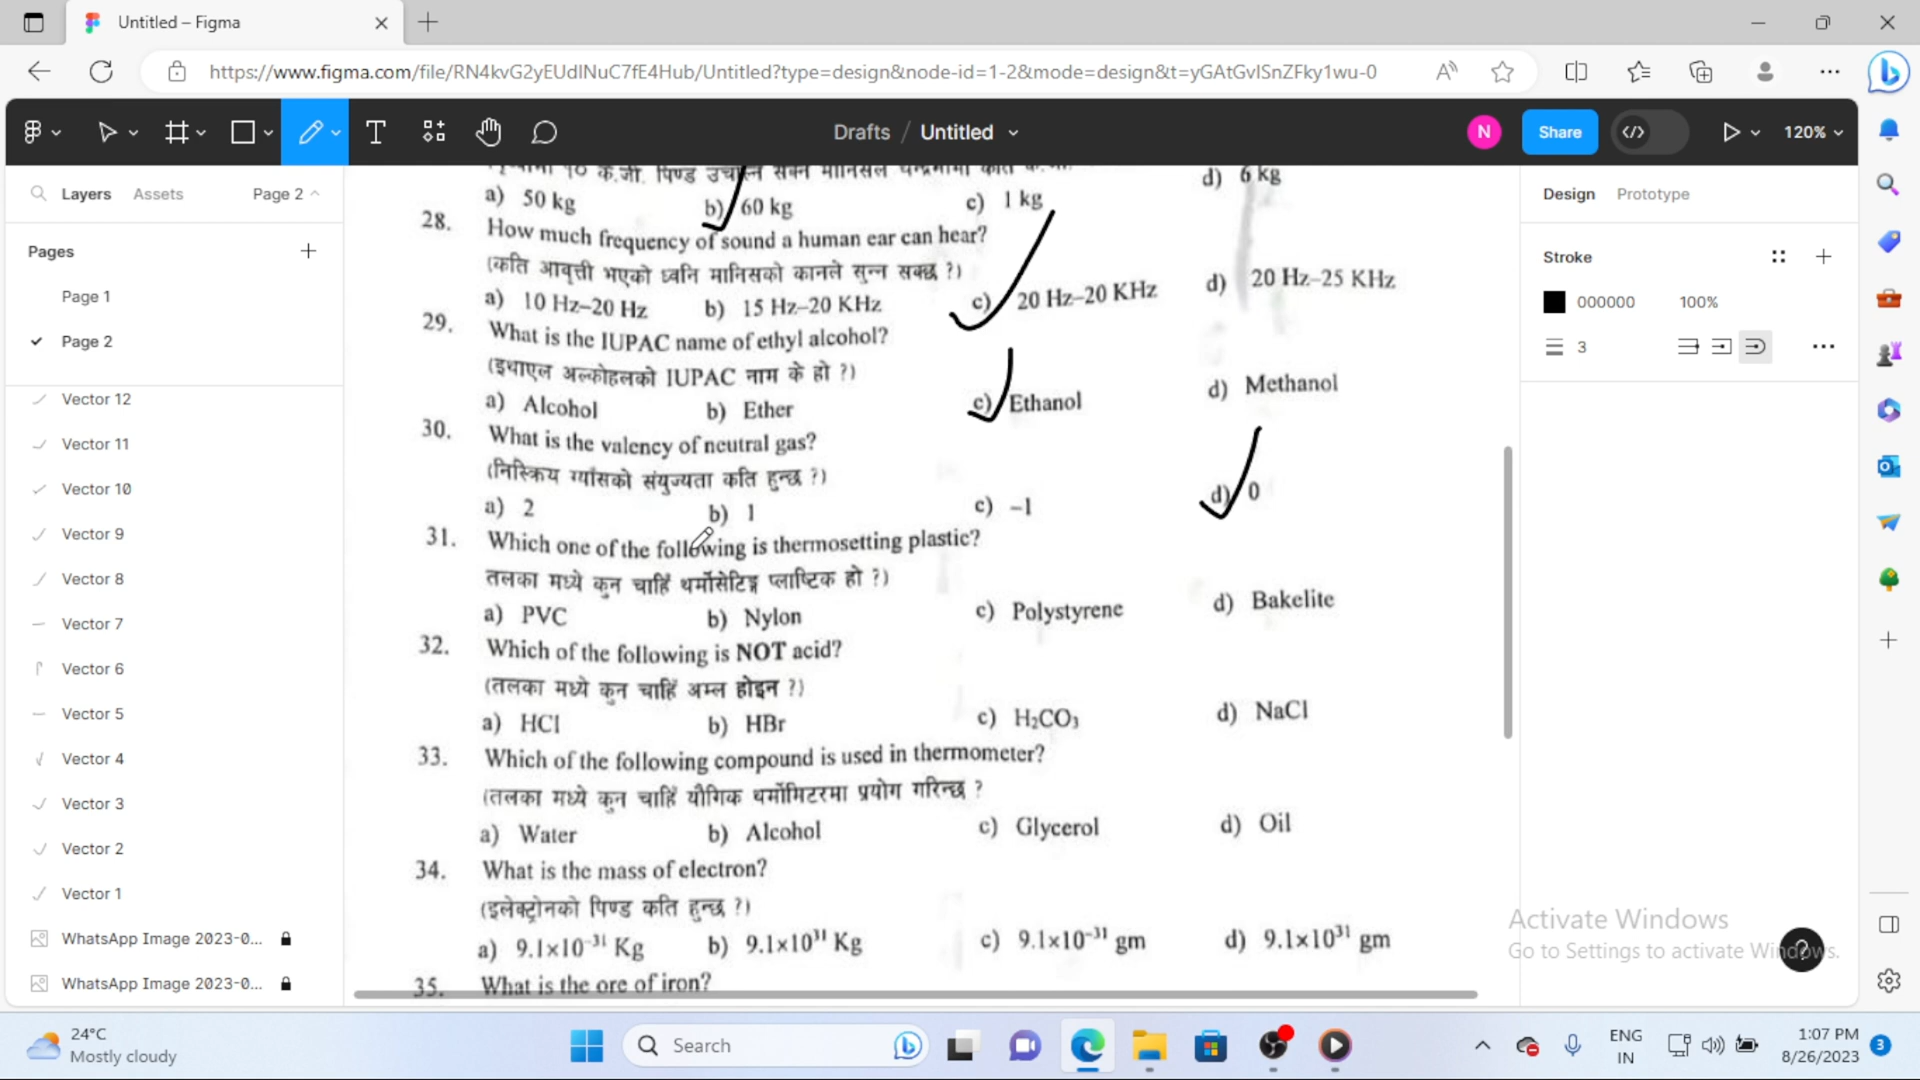 Untitled – Figma
https://www.figma.com/file/RN4kvG2yEUdlNuC7fE4Hub/Untitled?type=design&node-id=1-2&mode=design&t=yGAtGvlSnZFky1wu-0
Drafts / Untitled
N
Share
120%
Layers Assets Page 2
Pages
Page 1
Page 2
Vector 12
Vector 11
Vector 10
Vector 9
Vector 8
Vector 7
Vector 6
Vector 5
Vector 4
Vector 3
Vector 2
Vector 1
WhatsApp Image 2023-0...
WhatsApp Image 2023-0...
a) 50 kg b) 60 kg c) 1 kg d) 6 kg
28. How much frequency of sound a human ear can hear?
(कति आवृत्ती भएको ध्वनि मानिसको कानले सुन्न सक्छ ?)
a) 10 Hz–20 Hz b) 15 Hz–20 KHz c) 20 Hz–20 KHz d) 20 Hz–25 KHz
29. What is the IUPAC name of ethyl alcohol?
(इथाएल अल्कोहलको IUPAC नाम के हो ?)
a) Alcohol b) Ether c) Ethanol d) Methanol
30. What is the valency of neutral gas?
(निस्क्रिय ग्याँसको संयुज्यता कति हुन्छ ?)
a) 2 b) 1 c) –1 d) 0
31. Which one of the following is thermosetting plastic?
तलका मध्ये कुन चाहिँ थर्मोसेटिङ्ग प्लाष्टिक हो ?)
a) PVC b) Nylon c) Polystyrene d) Bakelite
32. Which of the following is NOT acid?
(तलका मध्ये कुन चाहिँ अम्ल होइन ?)
a) HCl b) HBr c) H₂CO₃ d) NaCl
33. Which of the following compound is used in thermometer?
(तलका मध्ये कुन चाहिँ यौगिक थर्मोमिटरमा प्रयोग गरिन्छ ?
a) Water b) Alcohol c) Glycerol d) Oil
34. What is the mass of electron?
(इलेक्ट्रोनको पिण्ड कति हुन्छ ?)
a) 9.1×10⁻³¹ Kg b) 9.1×10³¹ Kg c) 9.1×10⁻³¹ gm d) 9.1×10³¹ gm
35. What is the ore of iron?
Design Prototype
Stroke
000000 100%
3
Activate Windows
Go to Settings to activate Windows.
?
24°C
Mostly cloudy
Search
ENG
IN
1:07 PM
8/26/2023
3